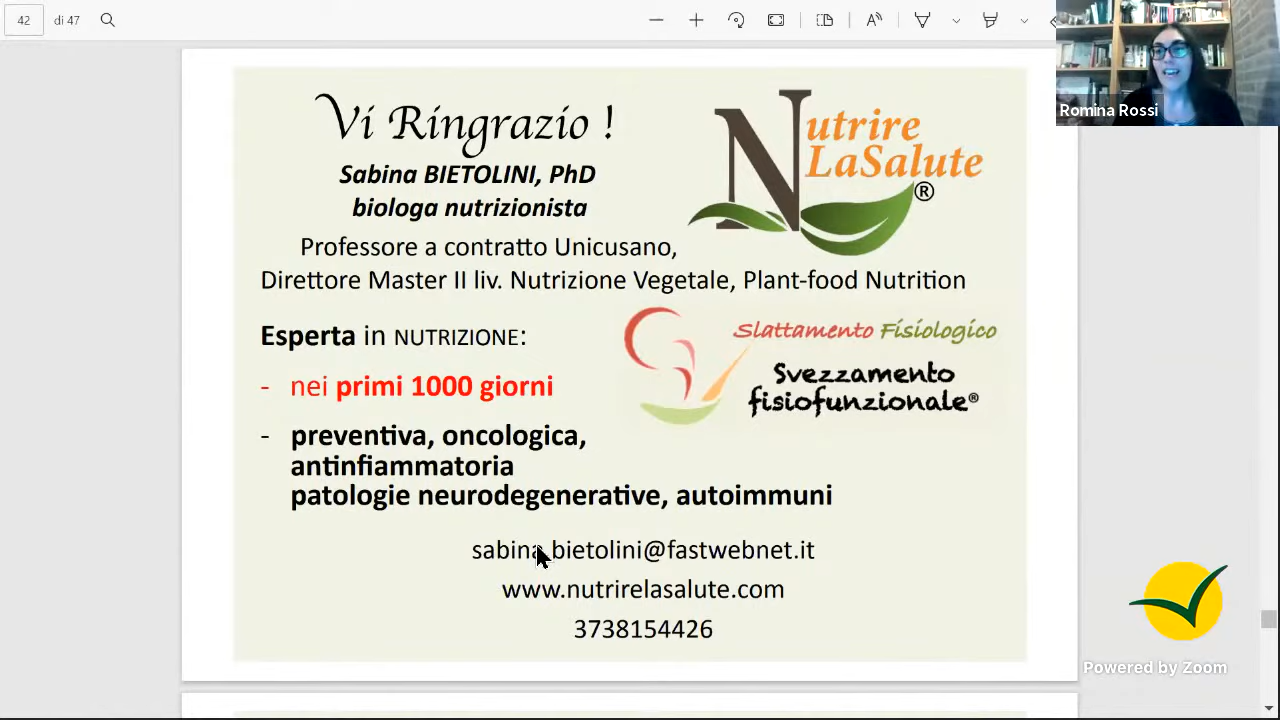 42 di 47
Romina Rossi
Vi Ringrazio !
Nutrire
LaSalute
®
Sabina BIETOLINI, PhD
biologa nutrizionista
Professore a contratto Unicusano,
Direttore Master II liv. Nutrizione Vegetale, Plant-food Nutrition
Slattamento Fisiologico
Esperta in NUTRIZIONE:
Svezzamento
fisiofunzionale®
- nei primi 1000 giorni
- preventiva, oncologica,
antinfiammatoria
patologie neurodegenerative, autoimmuni
sabina.bietolini@fastwebnet.it
www.nutrirelasalute.com
3738154426
Powered by Zoom